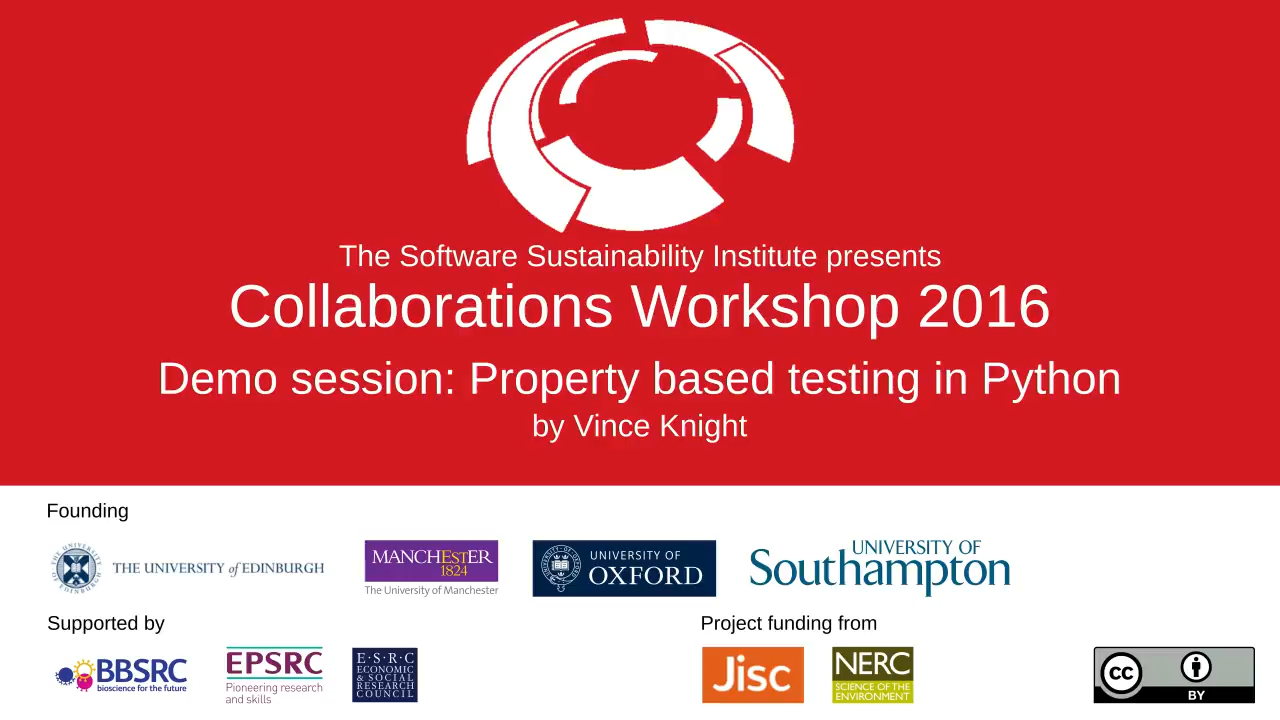 The Software Sustainability Institute presents
Collaborations Workshop 2016
Demo session: Property based testing in Python
by Vince Knight
Founding
THE UNIVERSITY of EDINBURGH
MANCHESTER
1824
The University of Manchester
UNIVERSITY OF
OXFORD
UNIVERSITY OF
Southampton
Supported by
Project funding from
BBSRC
bioscience for the future
EPSRC
Pioneering research
and skills
E·S·R·C
ECONOMIC
& SOCIAL
RESEARCH
COUNCIL
Jisc
NERC
SCIENCE OF THE
ENVIRONMENT
cc
BY